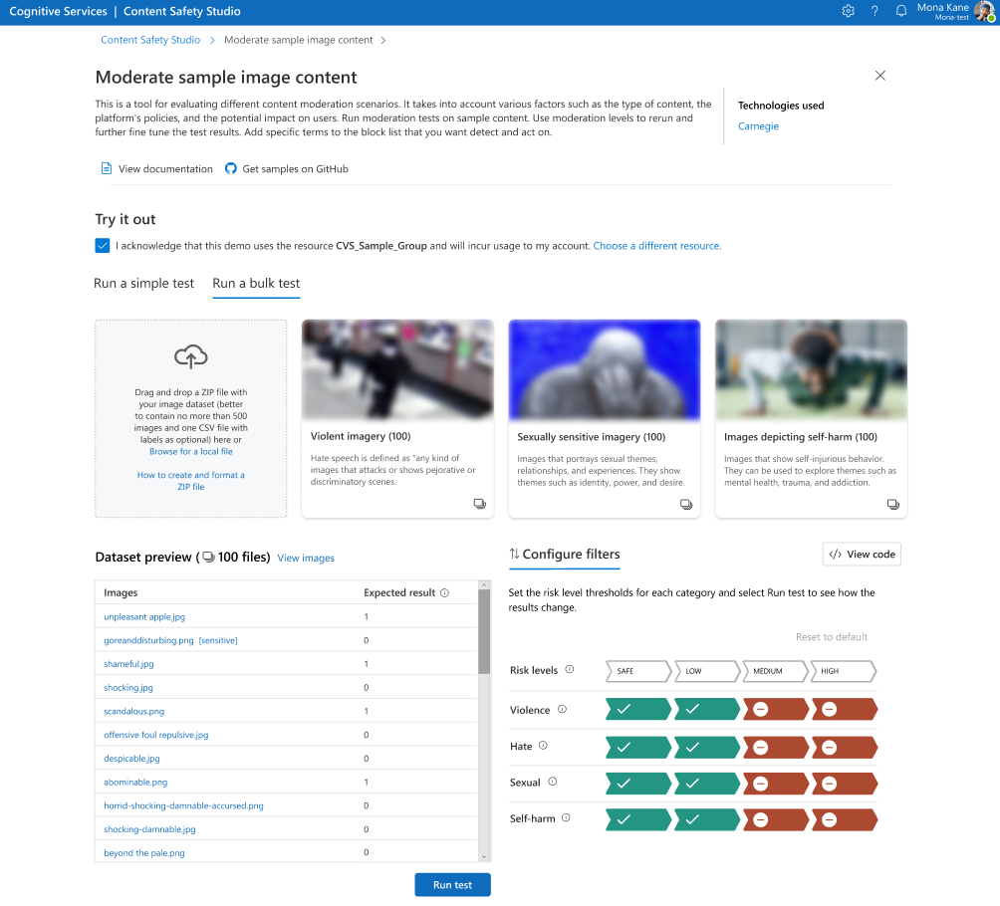 Cognitive Services | Content Safety Studio
Mona Kane
Mona-test
Content Safety Studio > Moderate sample image content >
Moderate sample image content
This is a tool for evaluating different content moderation scenarios. It takes into account various factors such as the type of content, the
platform's policies, and the potential impact on users. Run moderation tests on sample content. Use moderation levels to rerun and
further fine tune the test results. Add specific terms to the block list that you want detect and act on.
Technologies used
Carnegie
View documentation
Get samples on GitHub
Try it out
I acknowledge that this demo uses the resource CVS_Sample_Group and will incur usage to my account. Choose a different resource.
Run a simple test
Run a bulk test
Drag and drop a ZIP file with
your image dataset (better
to contain no more than 500
images and one CSV file with
labels as optional) here or
Browse for a local file
How to create and format a
ZIP file
Violent imagery (100)
Hate speech is defined as "any kind of
images that attacks or shows pejorative or
discriminatory scenes.
Sexually sensitive imagery (100)
Images that portrays sexual themes,
relationships, and experiences. They show
themes such as identity, power, and desire.
Images depicting self-harm (100)
Images that show self-injurious behavior.
They can be used to explore themes such as
mental health, trauma, and addiction.
Dataset preview ( 100 files) View images
Images Expected result
unpleasant apple.jpg 1
goreanddisturbing.png [sensitive] 0
shameful.jpg 1
shocking.jpg 0
scandalous.png 1
offensive foul repulsive.jpg 0
despicable.jpg 0
abominable.png 1
horrid-shocking-damnable-accursed.png 0
shocking-damnable.jpg 0
beyond the pale.png 0
Run test
Configure filters
</> View code
Set the risk level thresholds for each category and select Run test to see how the
results change.
Reset to default
Risk levels SAFE LOW MEDIUM HIGH
Violence
Hate
Sexual
Self-harm